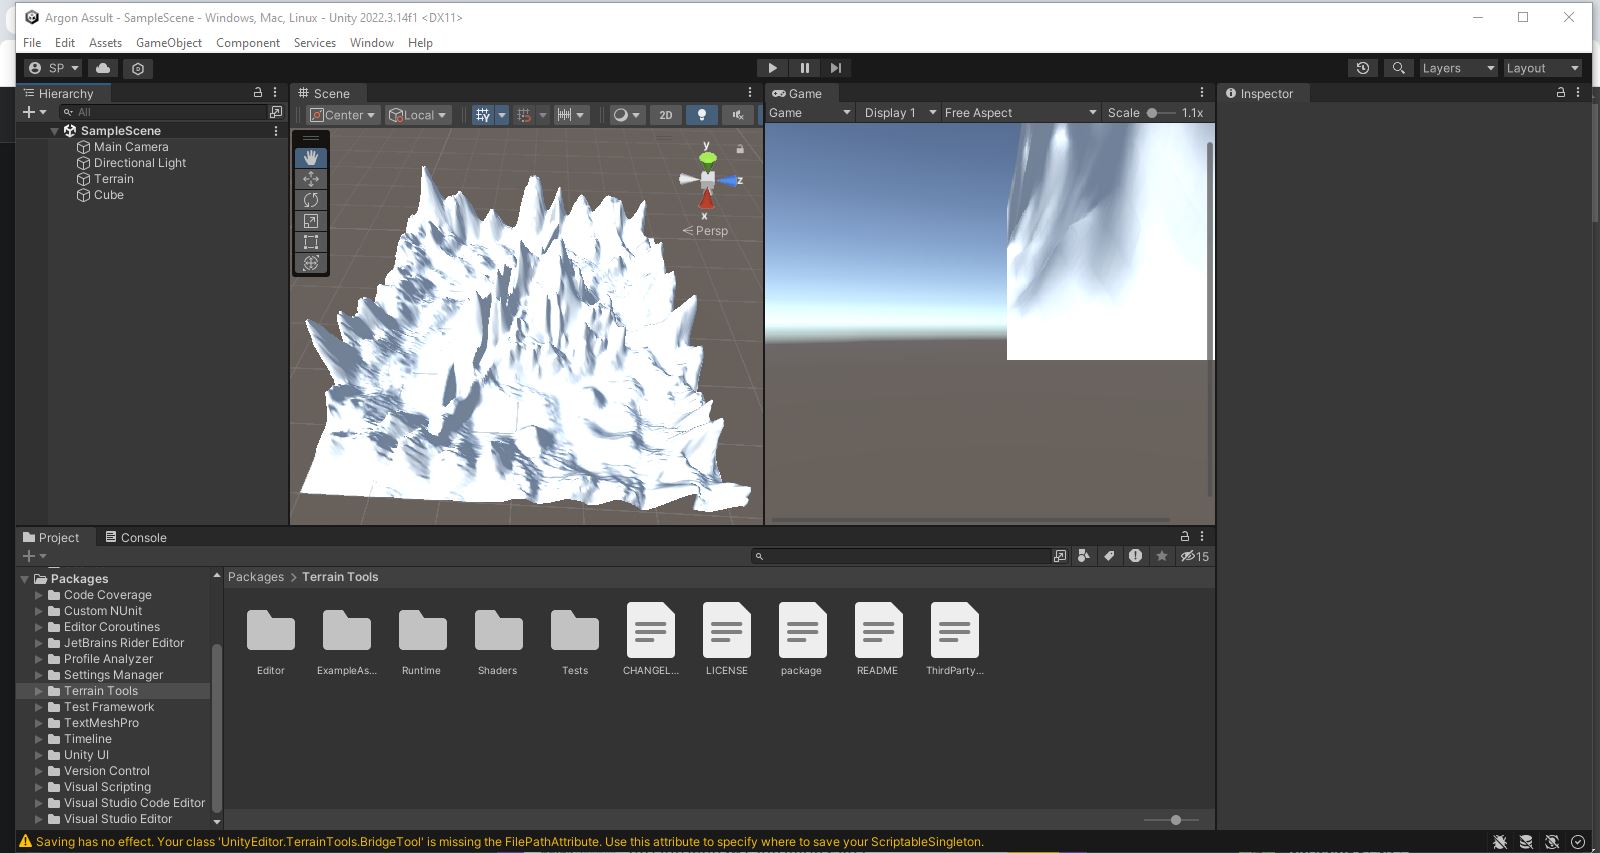 Argon Assult - SampleScene - Windows, Mac, Linux - Unity 2022.3.14f1 <DX11>
File Edit Assets GameObject Component Services Window Help
SP
Layers Layout
Hierarchy
All
SampleScene
Main Camera
Directional Light
Terrain
Cube
Scene
Center Local 2D
y
z
x
Persp
Game
Game Display 1 Free Aspect Scale 1.1x
Inspector
Project Console
15
Packages
Code Coverage
Custom NUnit
Editor Coroutines
JetBrains Rider Editor
Profile Analyzer
Settings Manager
Terrain Tools
Test Framework
TextMeshPro
Timeline
Unity UI
Version Control
Visual Scripting
Visual Studio Code Editor
Visual Studio Editor
Packages > Terrain Tools
Editor ExampleAs... Runtime Shaders Tests CHANGEL... LICENSE package README ThirdParty...
Saving has no effect. Your class 'UnityEditor.TerrainTools.BridgeTool' is missing the FilePathAttribute. Use this attribute to specify where to save your ScriptableSingleton.